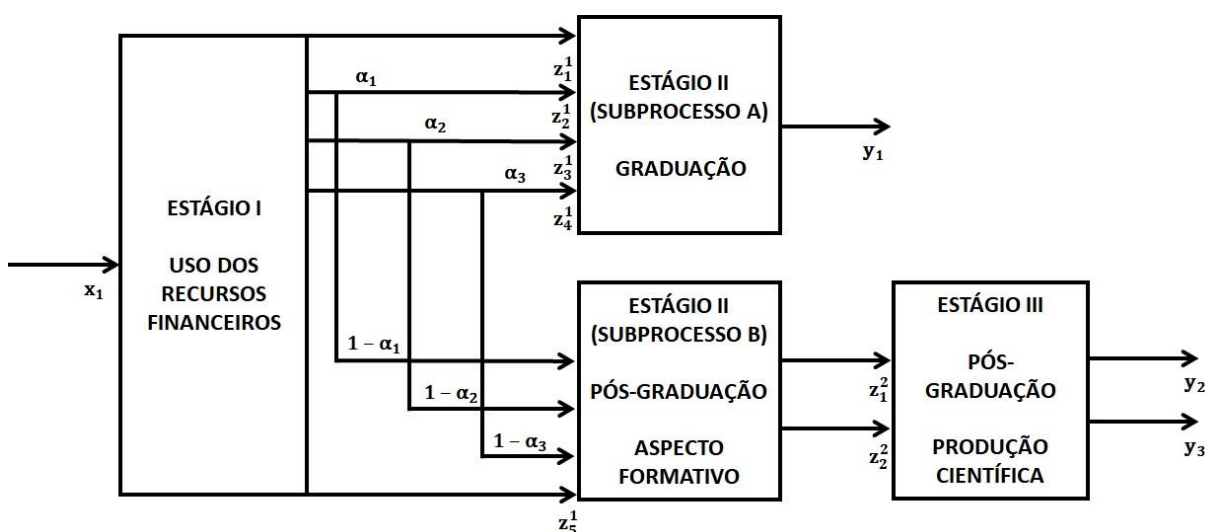 x₁
ESTÁGIO I
USO DOS
RECURSOS
FINANCEIROS
α₁
α₂
α₃
z₁¹
z₂¹
z₃¹
z₄¹
ESTÁGIO II
(SUBPROCESSO A)
GRADUAÇÃO
y₁
1 − α₁
1 − α₂
1 − α₃
z₅¹
ESTÁGIO II
(SUBPROCESSO B)
PÓS-GRADUAÇÃO
ASPECTO
FORMATIVO
z₁²
z₂²
ESTÁGIO III
PÓS-
GRADUAÇÃO
PRODUÇÃO
CIENTÍFICA
y₂
y₃